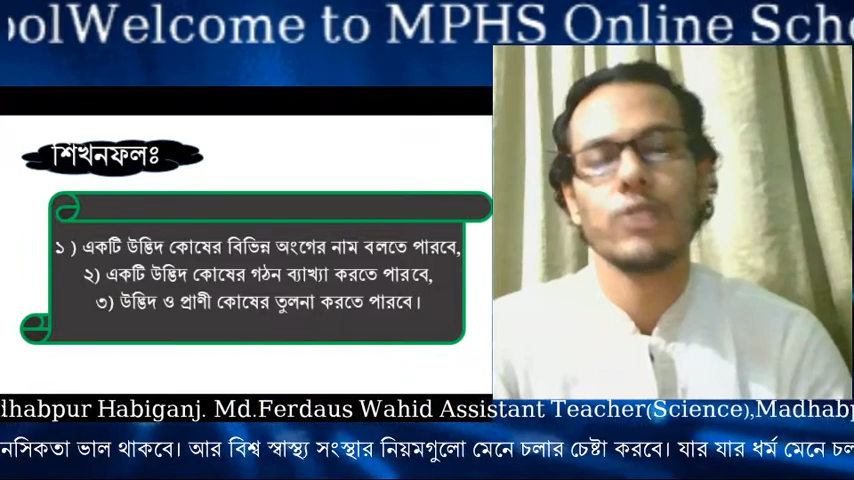 oolWelcome to MPHS Online Scho
শিখনফলঃ
১ ) একটি উদ্ভিদ কোষের বিভিন্ন অংগের নাম বলতে পারবে,
২) একটি উদ্ভিদ কোষের গঠন ব্যাখ্যা করতে পারবে,
৩) উদ্ভিদ ও প্রাণী কোষের তুলনা করতে পারবে।
dhabpur Habiganj. Md.Ferdaus Wahid Assistant Teacher(Science),Madhabp
নসিকতা ভাল থাকবে। আর বিশ্ব স্বাস্থ্য সংস্থার নিয়মগুলো মেনে চলার চেষ্টা করবে। যার যার ধর্ম মেনে চল